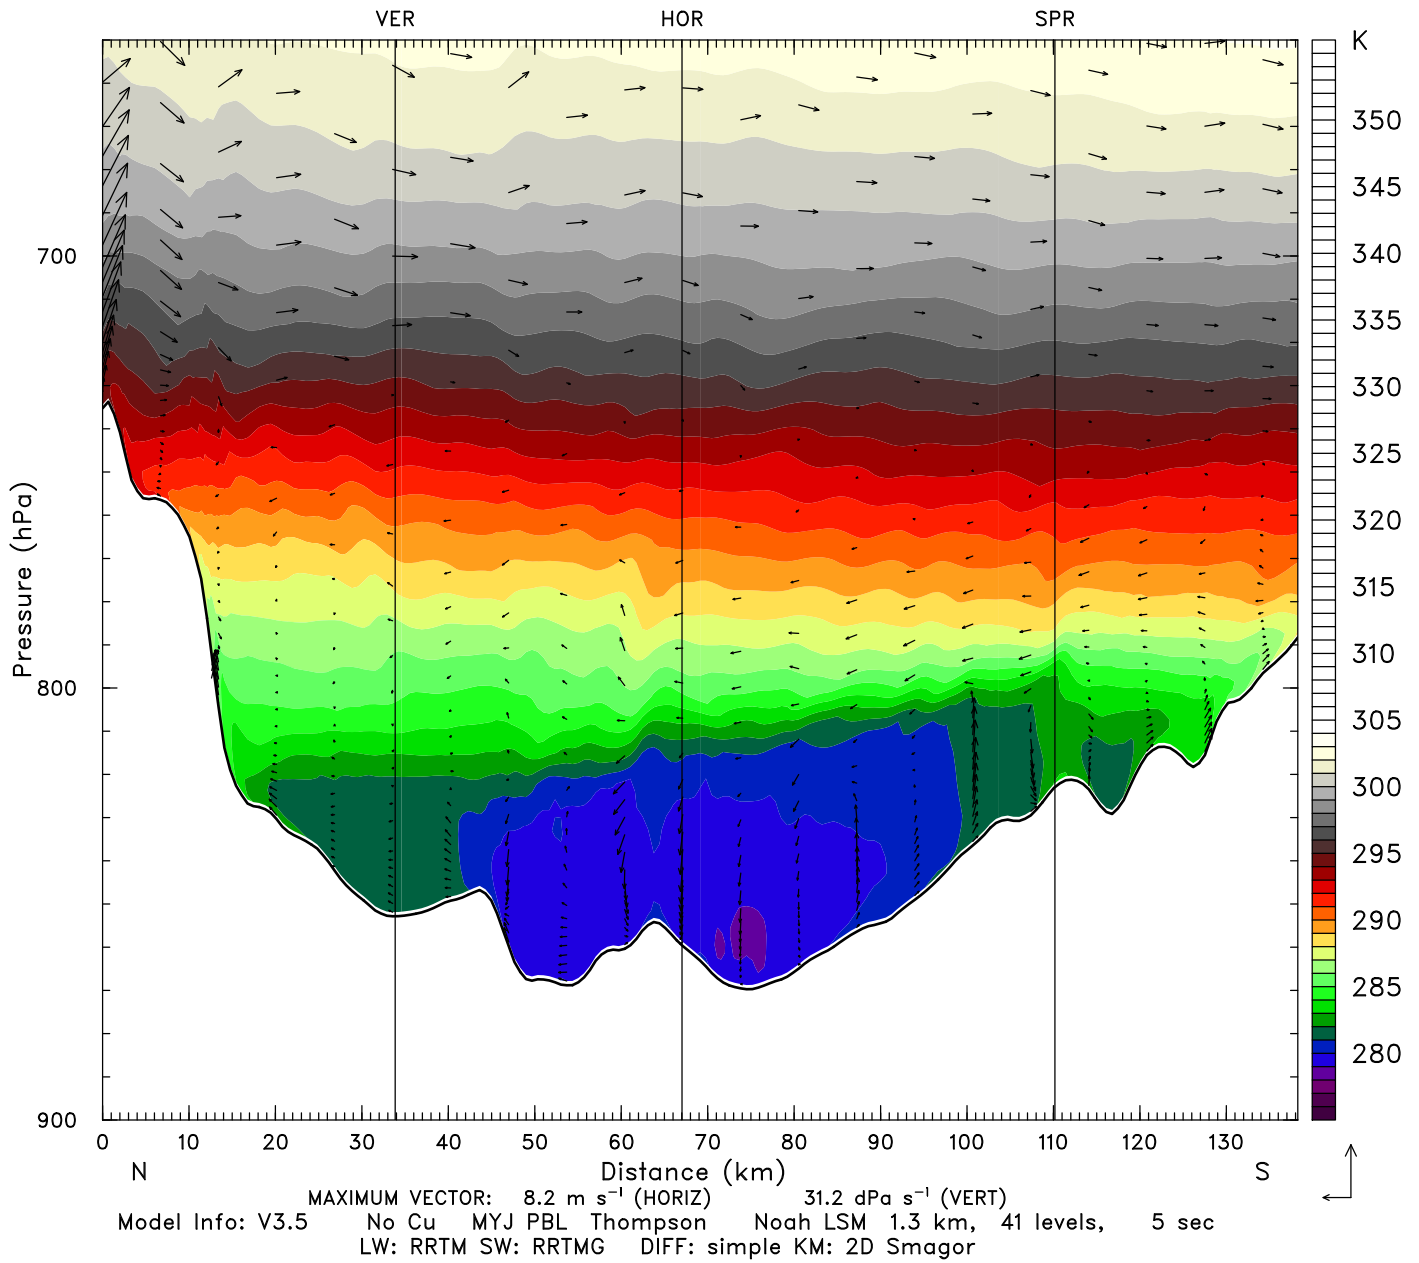 VER HOR SPR
K
350
345
340
700
335
330
325
320
Pressure (hPa)
315
310
800
305
300
295
290
285
280
900
0 10 20 30 40 50 60 70 80 90 100 110 120 130
N Distance (km) S
MAXIMUM VECTOR: 8.2 m s⁻¹ (HORIZ) 31.2 dPa s⁻¹ (VERT)
Model Info: V3.5 No Cu MYJ PBL Thompson Noah LSM 1.3 km, 41 levels, 5 sec
LW: RRTM SW: RRTMG DIFF: simple KM: 2D Smagor